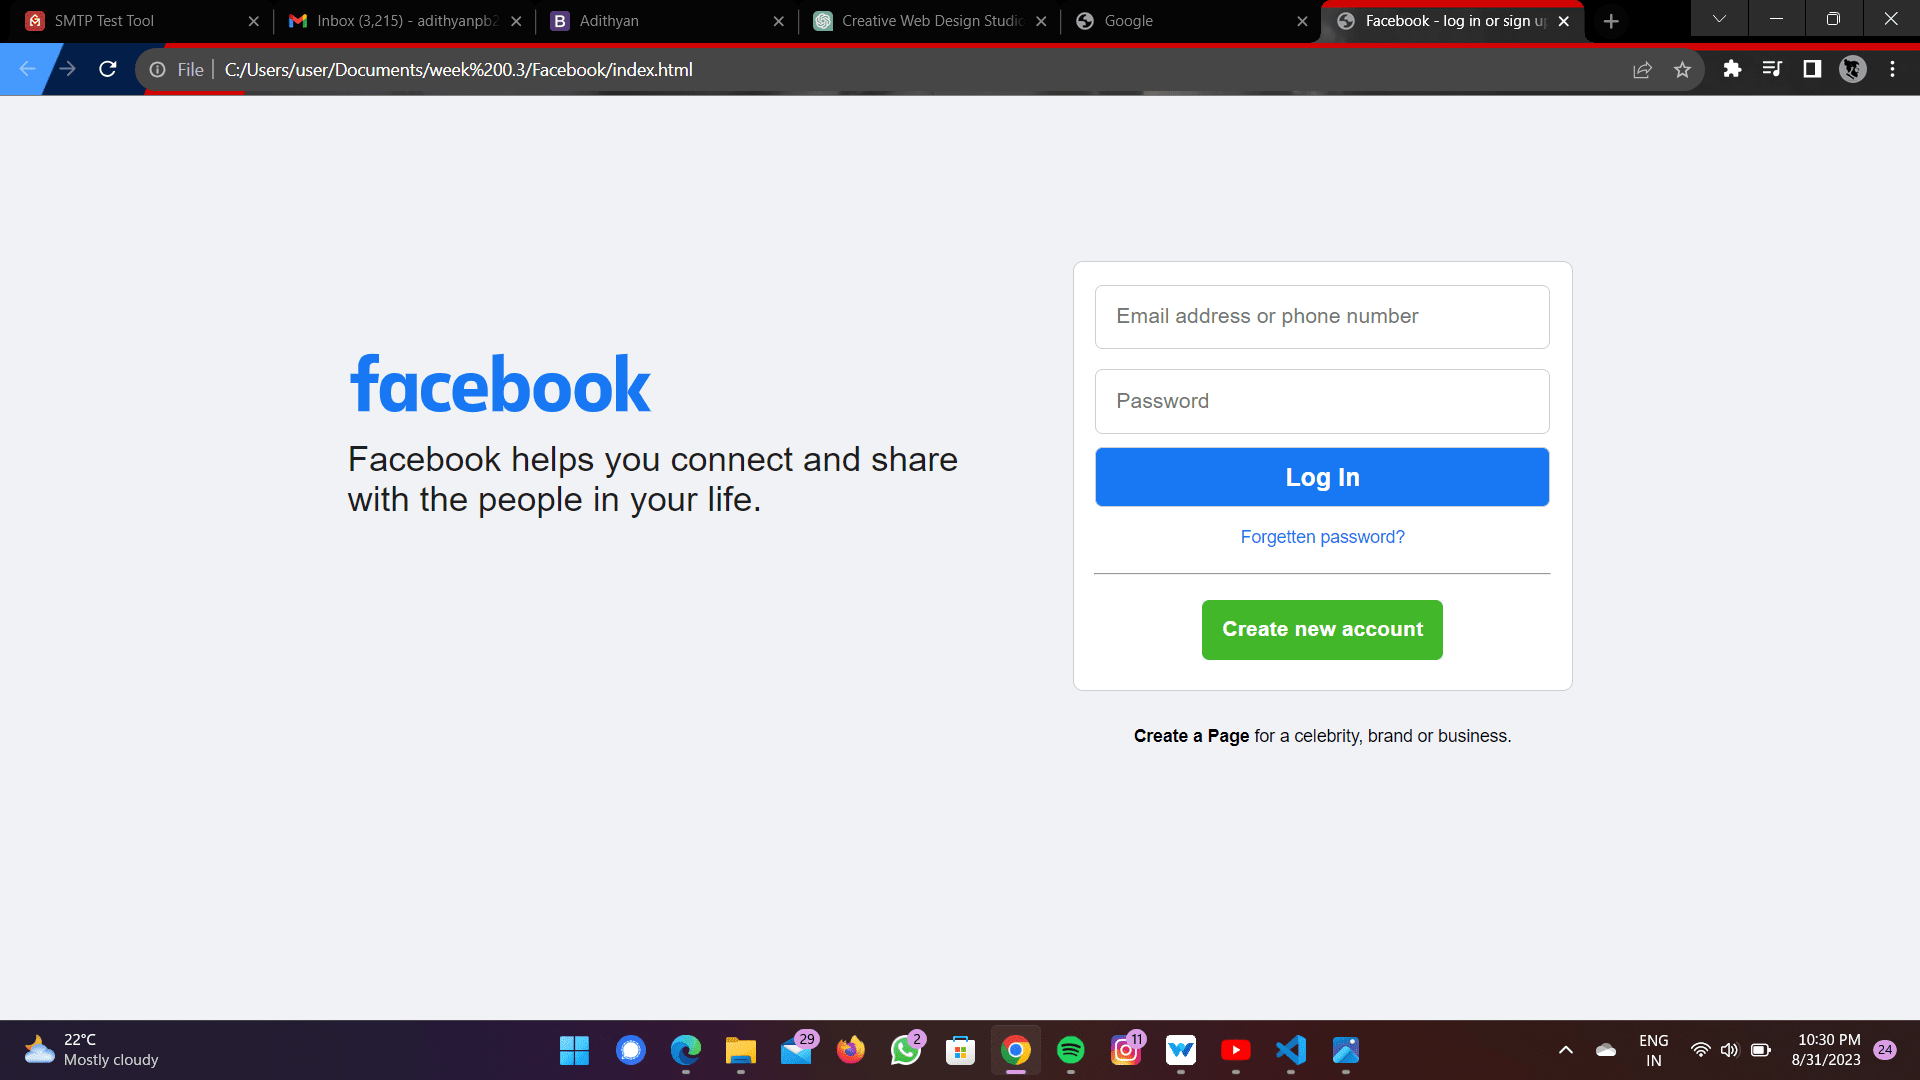 SMTP Test Tool
Inbox (3,215) - adithyanpb2
Adithyan
Creative Web Design Studio
Google
Facebook - log in or sign up
File
C:/Users/user/Documents/week%200.3/Facebook/index.html
facebook
Facebook helps you connect and share
with the people in your life.
Email address or phone number
Password
Log In
Forgetten password?
Create new account
Create a Page for a celebrity, brand or business.
22°C
Mostly cloudy
29
2
11
ENG
IN
10:30 PM
8/31/2023
24